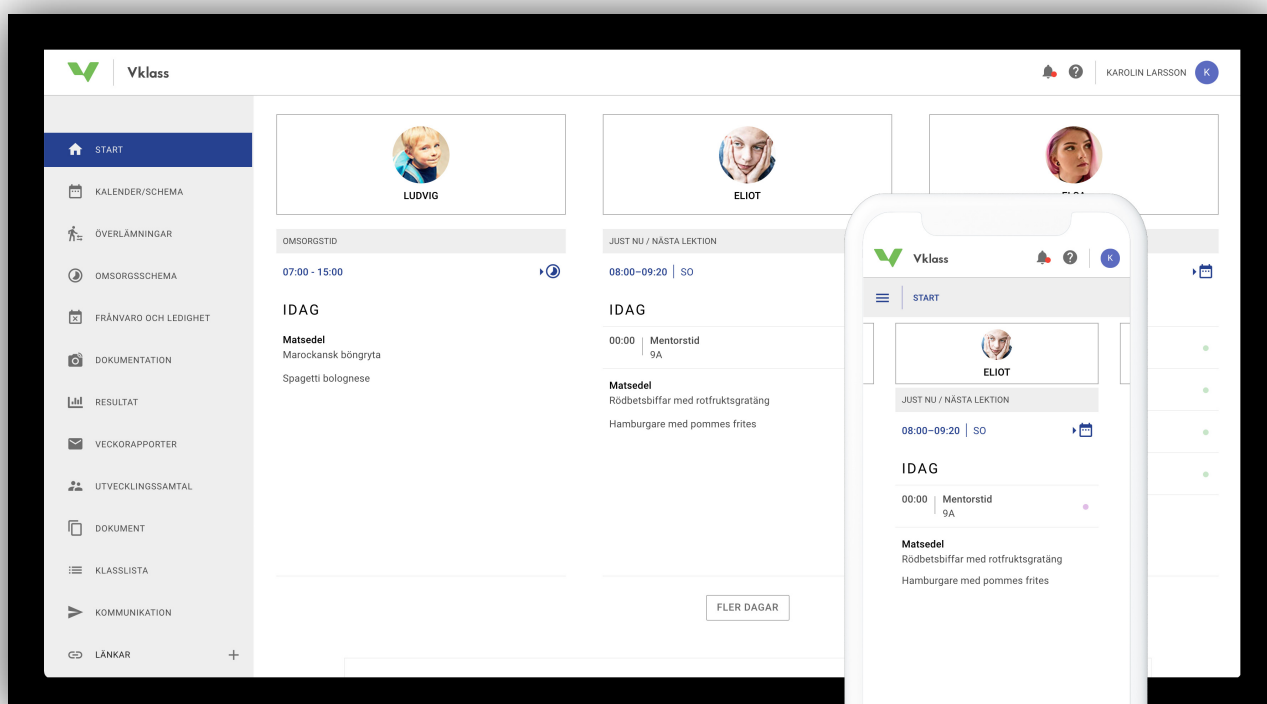 Vklass
KAROLIN LARSSON K
START
KALENDER/SCHEMA
ÖVERLÄMNINGAR
OMSORGSSCHEMA
FRÅNVARO OCH LEDIGHET
DOKUMENTATION
RESULTAT
VECKORAPPORTER
UTVECKLINGSSAMTAL
DOKUMENT
KLASSLISTA
KOMMUNIKATION
LÄNKAR +
LUDVIG
OMSORGSTID
07:00 - 15:00
IDAG
Matsedel
Marockansk böngryta
Spagetti bolognese
ELIOT
JUST NU / NÄSTA LEKTION
08:00–09:20 | SO
IDAG
00:00 | Mentorstid
9A
Matsedel
Rödbetsbiffar med rotfruktsgratäng
Hamburgare med pommes frites
FLER DAGAR
Vklass
K
START
ELIOT
JUST NU / NÄSTA LEKTION
08:00–09:20 | SO
IDAG
00:00 | Mentorstid
9A
Matsedel
Rödbetsbiffar med rotfruktsgratäng
Hamburgare med pommes frites